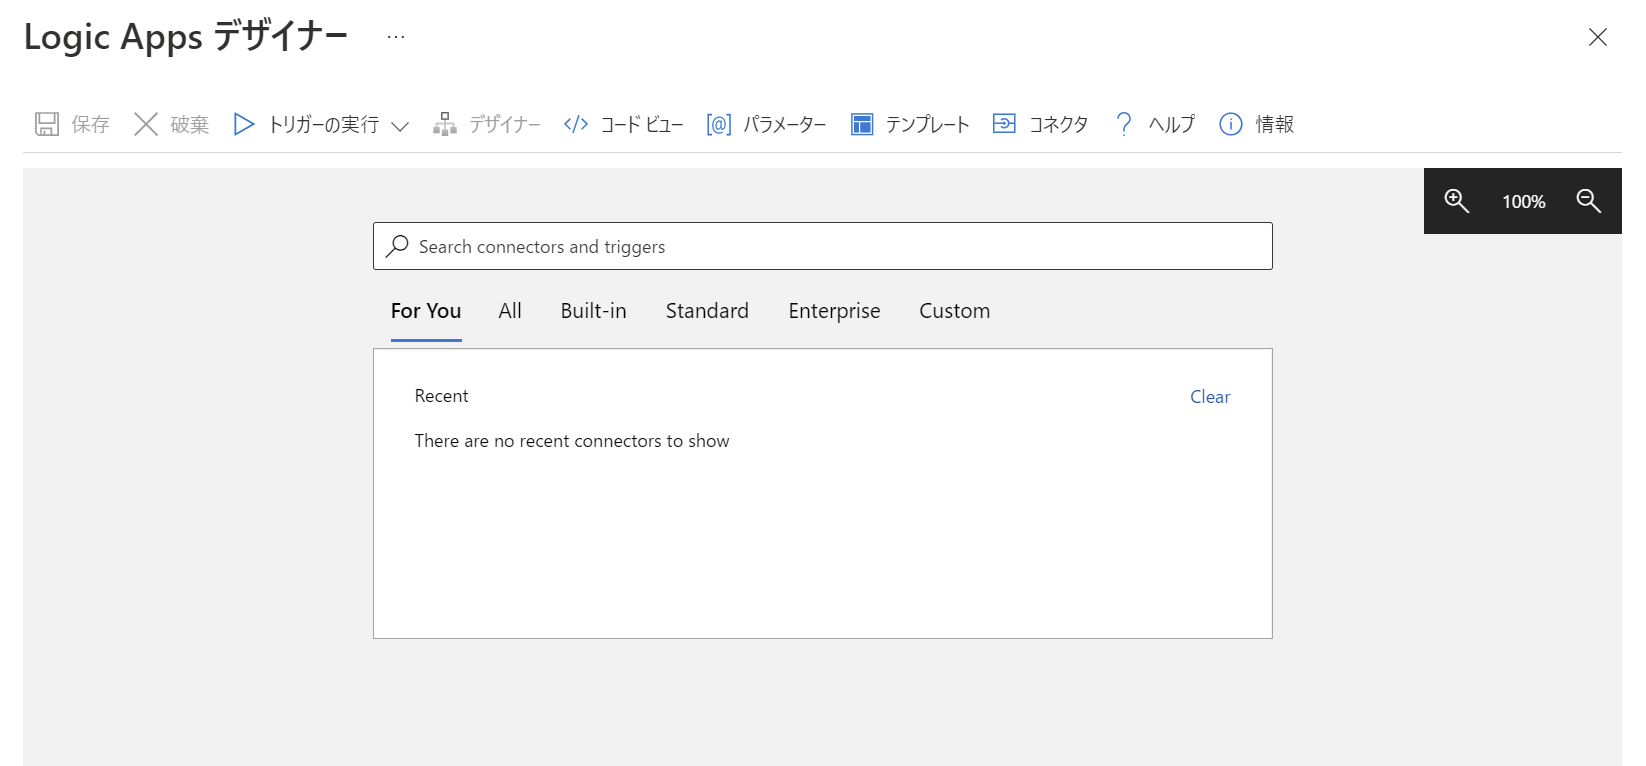 Logic Apps デザイナー ...
保存 破棄 トリガーの実行 デザイナー </> コード ビュー [@] パラメーター テンプレート コネクタ ? ヘルプ 情報
100%
Search connectors and triggers
For You All Built-in Standard Enterprise Custom
Recent Clear
There are no recent connectors to show